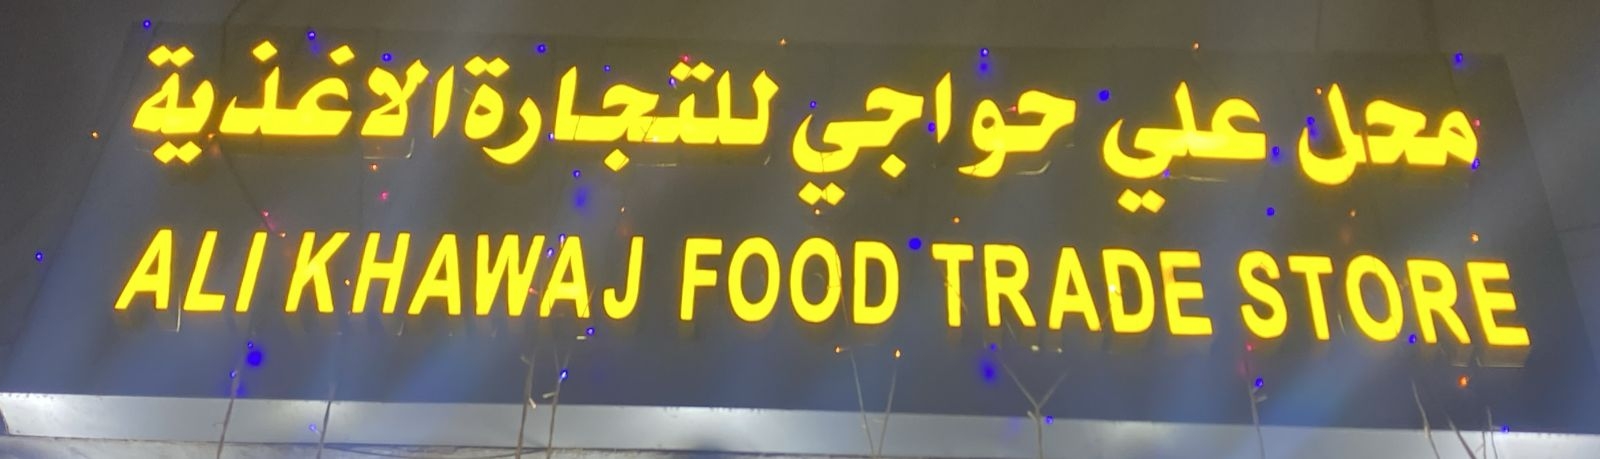 محل علي حواجي للتجارة الاغذية
ALI KHAWAJ FOOD TRADE STORE